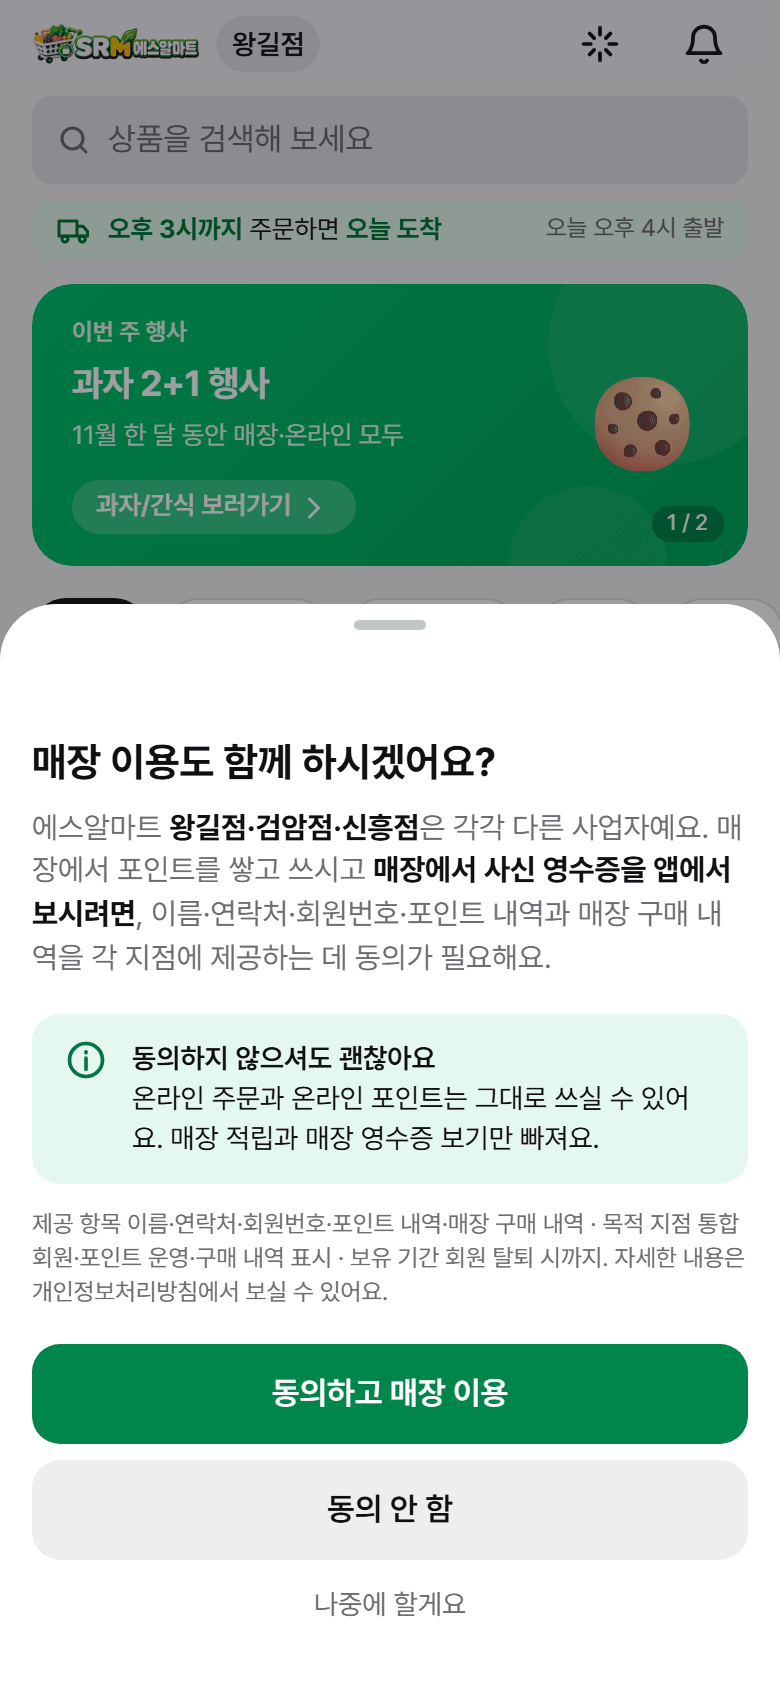 SRM 에스알마트 왕길점
상품을 검색해 보세요
오후 3시까지 주문하면 오늘 도착 오늘 오후 4시 출발
이번 주 행사
과자 2+1 행사
11월 한 달 동안 매장·온라인 모두
과자/간식 보러가기
1 / 2
매장 이용도 함께 하시겠어요?
에스알마트 왕길점·검암점·신흥점은 각각 다른 사업자예요. 매
장에서 포인트를 쌓고 쓰시고 매장에서 사신 영수증을 앱에서
보시려면, 이름·연락처·회원번호·포인트 내역과 매장 구매 내
역을 각 지점에 제공하는 데 동의가 필요해요.
동의하지 않으셔도 괜찮아요
온라인 주문과 온라인 포인트는 그대로 쓰실 수 있어
요. 매장 적립과 매장 영수증 보기만 빠져요.
제공 항목 이름·연락처·회원번호·포인트 내역·매장 구매 내역 · 목적 지점 통합
회원·포인트 운영·구매 내역 표시 · 보유 기간 회원 탈퇴 시까지. 자세한 내용은
개인정보처리방침에서 보실 수 있어요.
동의하고 매장 이용
동의 안 함
나중에 할게요